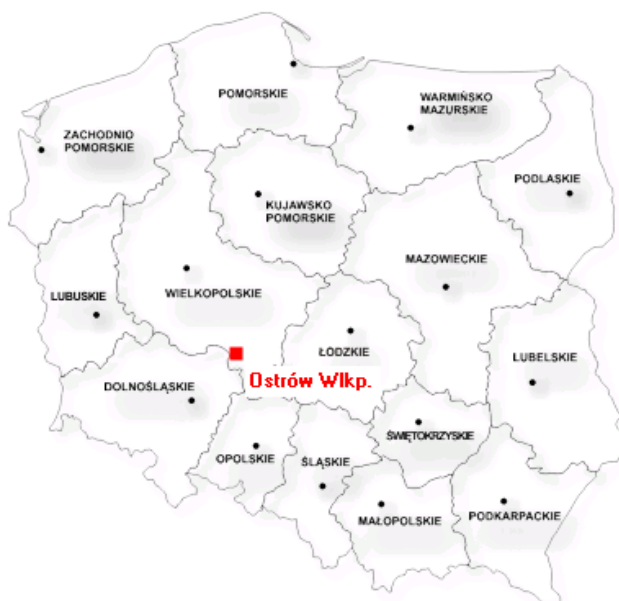 POMORSKIE
WARMIŃSKO
MAZURSKIE
ZACHODNIO
POMORSKIE
PODLASKIE
KUJAWSKO
POMORSKIE
MAZOWIECKIE
WIELKOPOLSKIE
LUBUSKIE
ŁÓDZKIE
LUBELSKIE
Ostrów Wlkp.
DOLNOŚLĄSKIE
ŚWIĘTOKRZYSKIE
OPOLSKIE
ŚLĄSKIE
MAŁOPOLSKIE
PODKARPACKIE